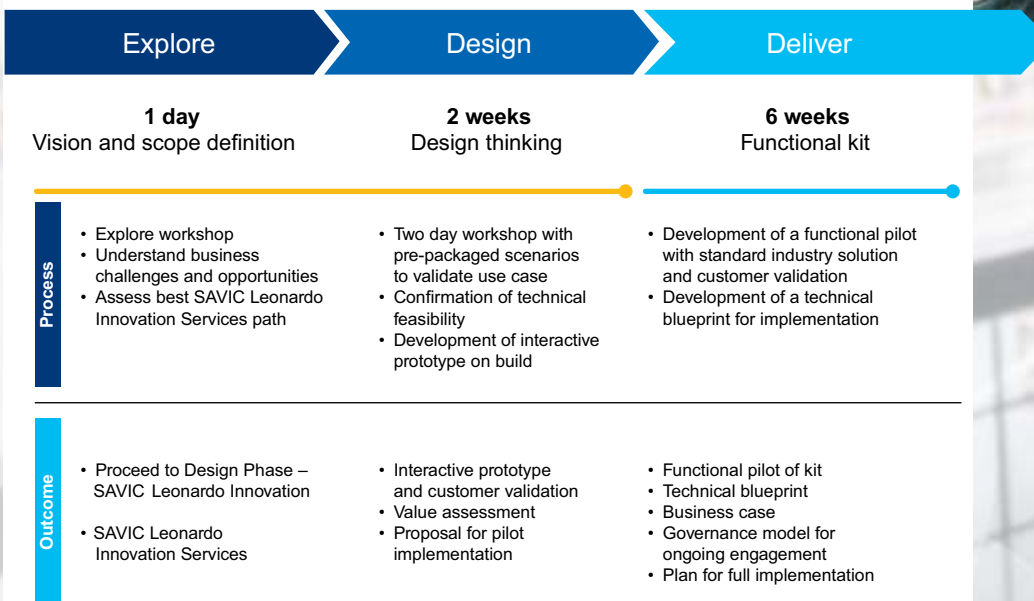 Explore
Design
Deliver
1 day
Vision and scope definition
2 weeks
Design thinking
6 weeks
Functional kit
Process
• Explore workshop
• Understand business
challenges and opportunities
• Assess best SAVIC Leonardo
Innovation Services path
• Two day workshop with
pre-packaged scenarios
to validate use case
• Confirmation of technical
feasibility
• Development of interactive
prototype on build
• Development of a functional pilot
with standard industry solution
and customer validation
• Development of a technical
blueprint for implementation
Outcome
• Proceed to Design Phase –
SAVIC Leonardo Innovation
• SAVIC Leonardo
Innovation Services
• Interactive prototype
and customer validation
• Value assessment
• Proposal for pilot
implementation
• Functional pilot of kit
• Technical blueprint
• Business case
• Governance model for
ongoing engagement
• Plan for full implementation